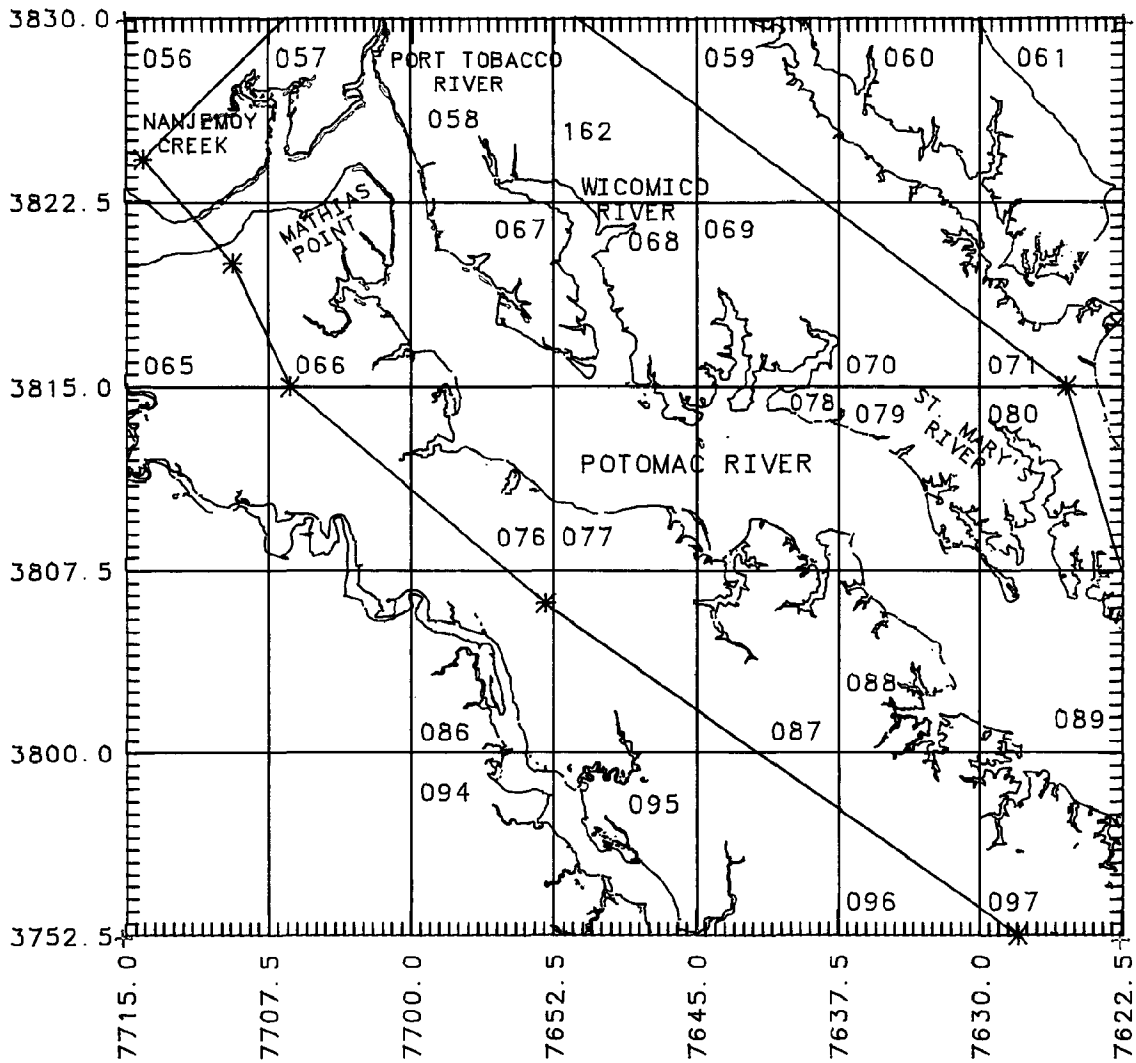 3830.0
056 057 059 060 061
PORT TOBACCO
RIVER
NANJEMOY
CREEK
058 162
3822.5
MATHIAS
POINT
WICOMICO
RIVER
067 068 069
3815.0
065 066 070 071
078 079 080
ST. MARY'S
RIVER
POTOMAC RIVER
076 077
3807.5
088
086 087 089
3800.0
094 095
096 097
3752.5
7715.0 7707.5 7700.0 7652.5 7645.0 7637.5 7630.0 7622.5